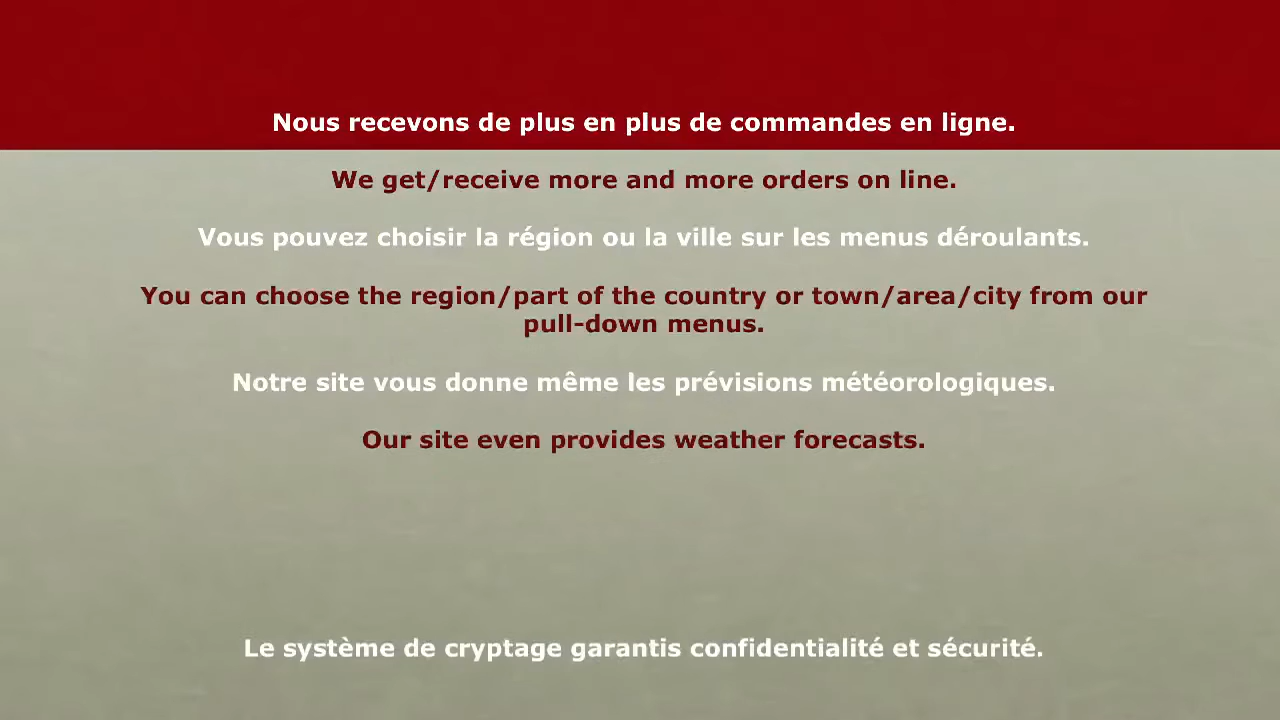 Nous recevons de plus en plus de commandes en ligne.
We get/receive more and more orders on line.
Vous pouvez choisir la région ou la ville sur les menus déroulants.
You can choose the region/part of the country or town/area/city from our
pull-down menus.
Notre site vous donne même les prévisions météorologiques.
Our site even provides weather forecasts.
Le système de cryptage garantis confidentialité et sécurité.